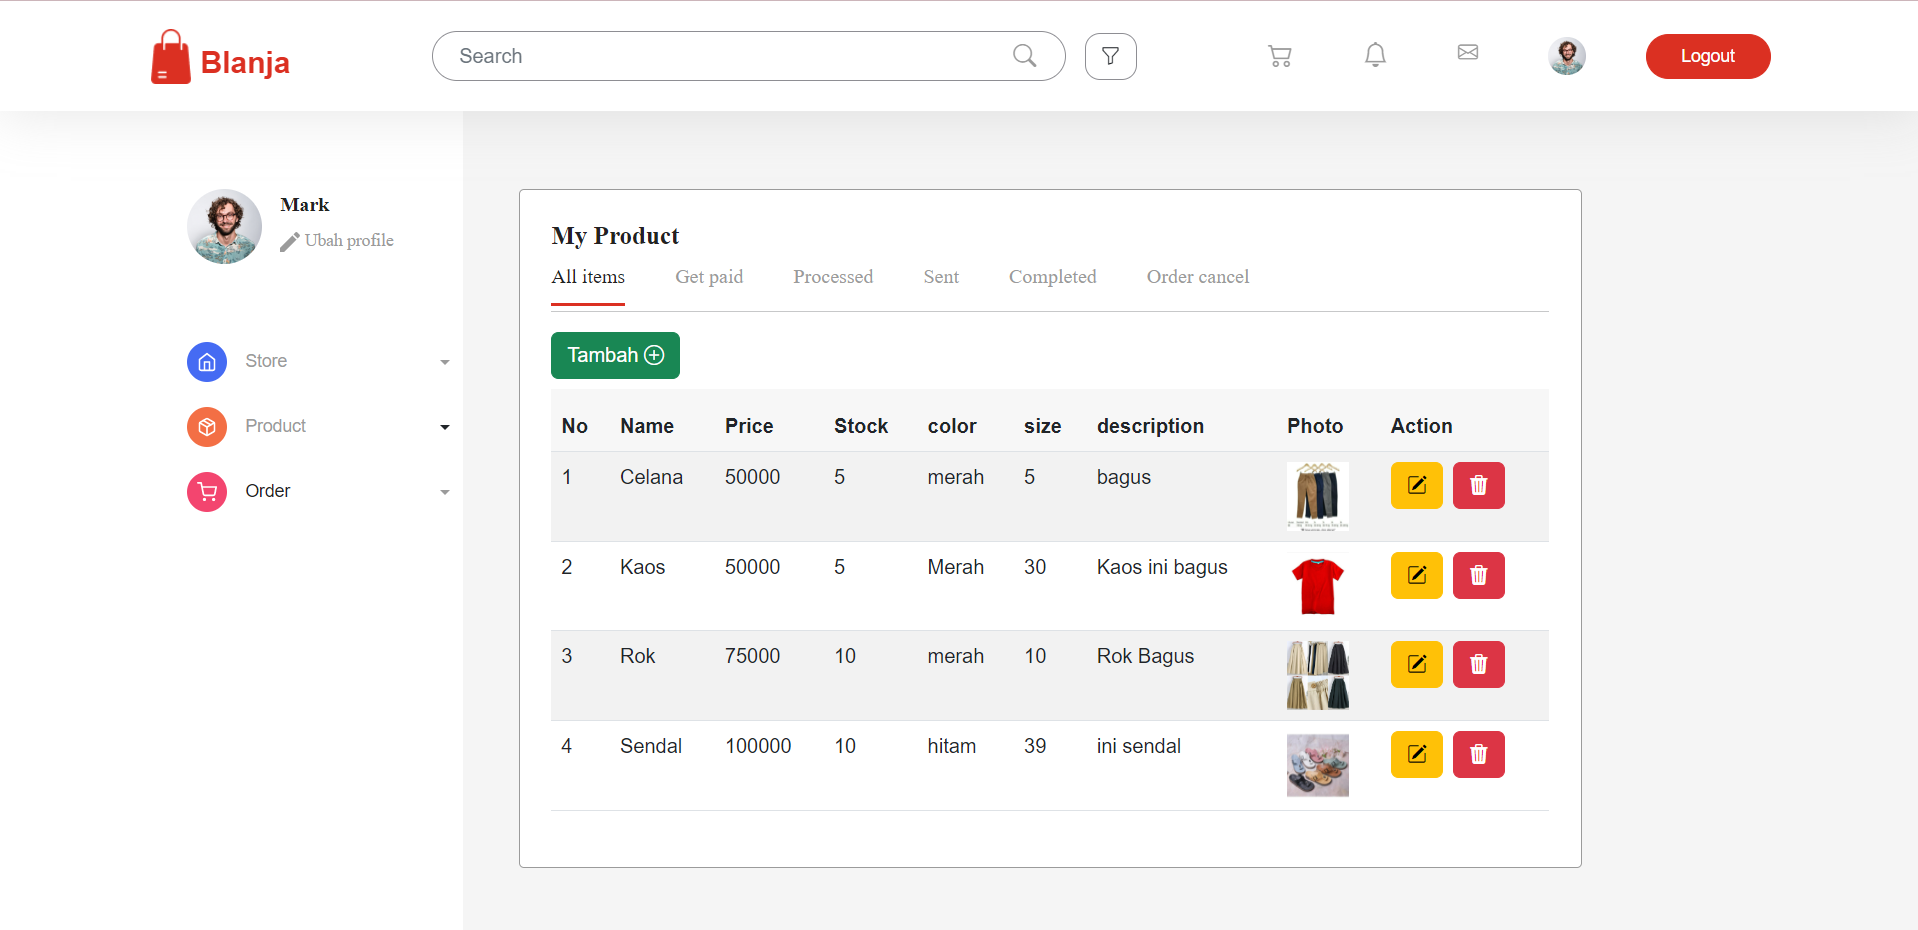 Blanja
Search
Logout
Mark
Ubah profile
Store
Product
Order
My Product
All items Get paid Processed Sent Completed Order cancel
Tambah
No Name Price Stock color size description Photo Action
1 Celana 50000 5 merah 5 bagus
2 Kaos 50000 5 Merah 30 Kaos ini bagus
3 Rok 75000 10 merah 10 Rok Bagus
4 Sendal 100000 10 hitam 39 ini sendal